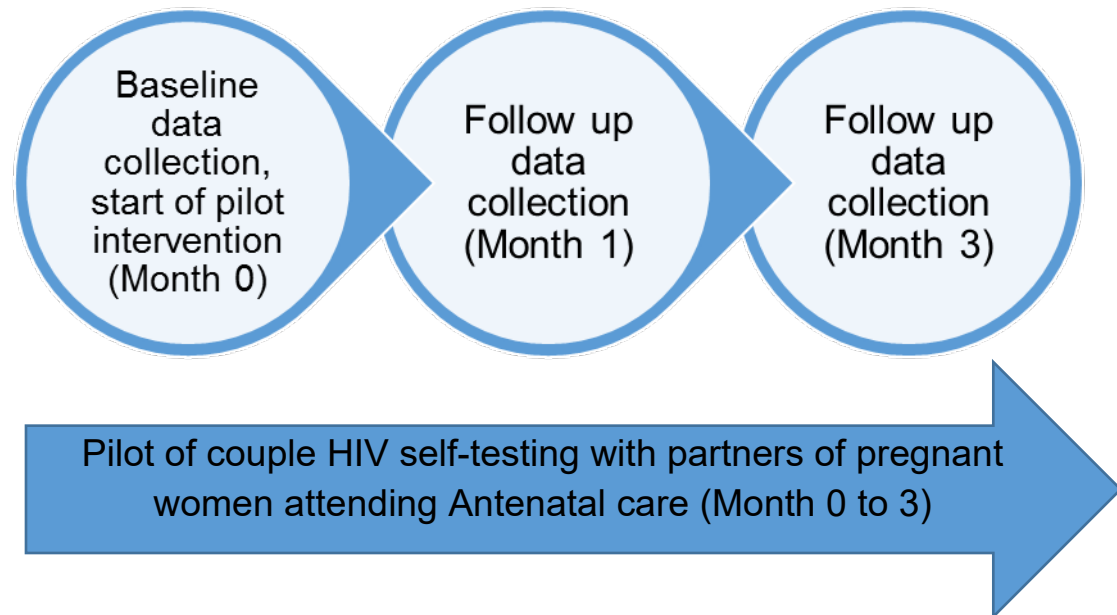 Baseline
data
collection,
start of pilot
intervention
(Month 0)
Follow up
data
collection
(Month 1)
Follow up
data
collection
(Month 3)
Pilot of couple HIV self-testing with partners of pregnant
women attending Antenatal care (Month 0 to 3)